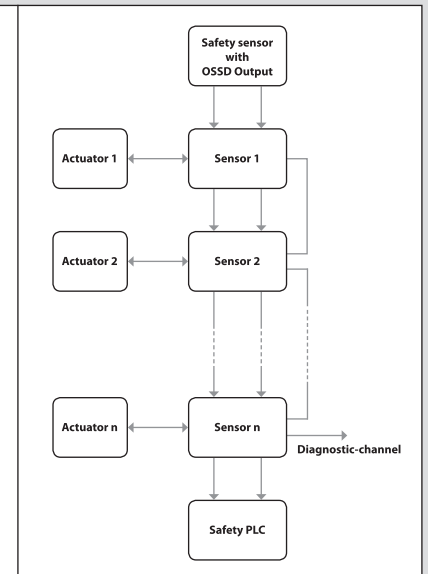 Safety sensor
with
OSSD Output
Actuator 1
Sensor 1
Actuator 2
Sensor 2
Actuator n
Sensor n
Diagnostic-channel
Safety PLC